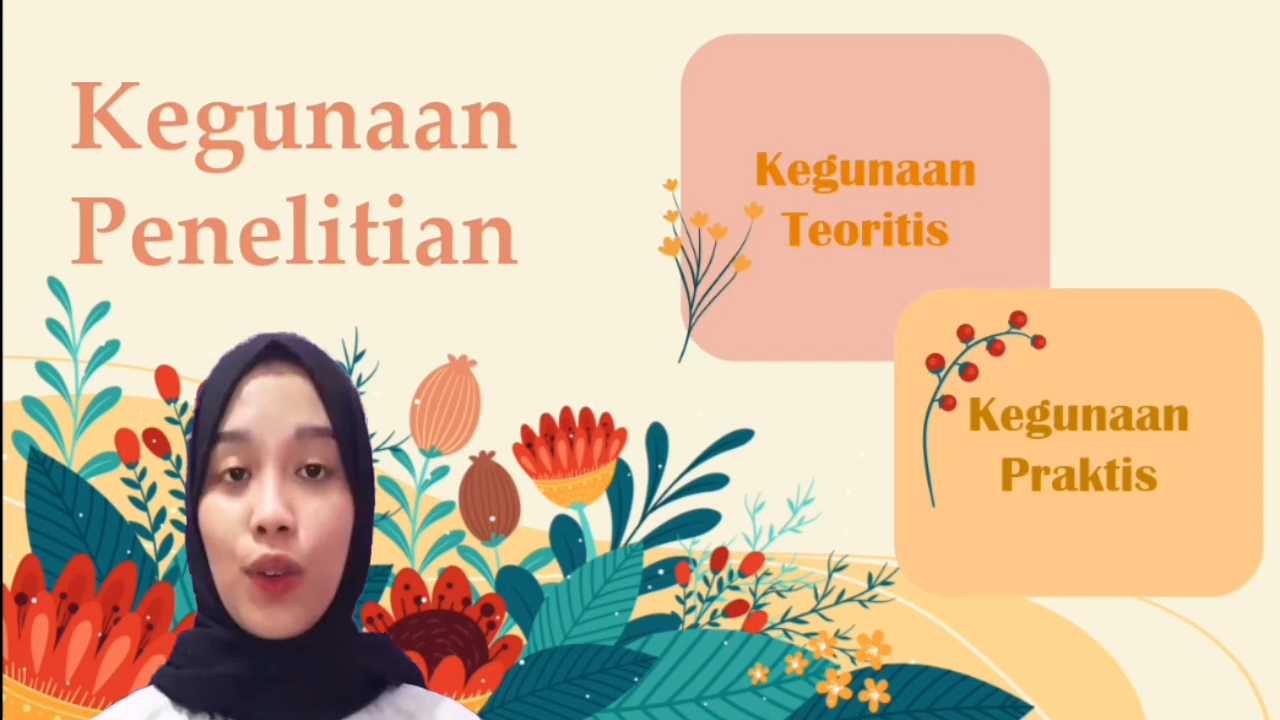 Kegunaan
Penelitian
Kegunaan
Teoritis
Kegunaan
Praktis